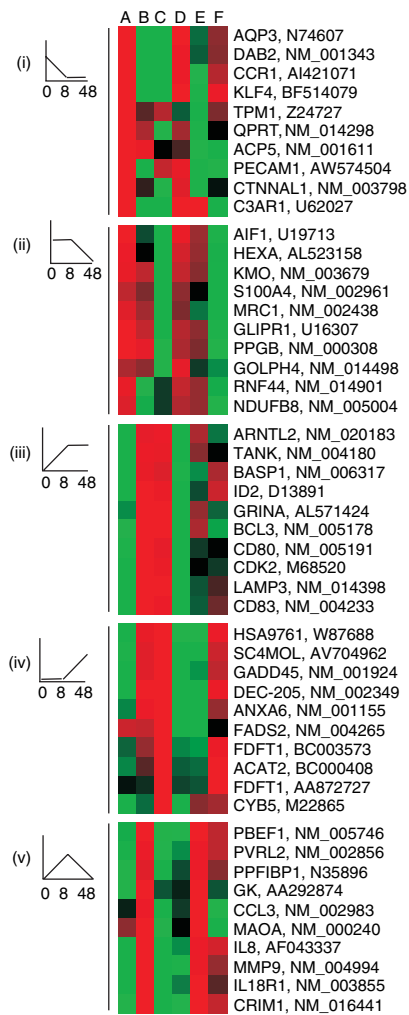 A B C D E F
(i)
0 8 48
AQP3, N74607
DAB2, NM_001343
CCR1, AI421071
KLF4, BF514079
TPM1, Z24727
QPRT, NM_014298
ACP5, NM_001611
PECAM1, AW574504
CTNNAL1, NM_003798
C3AR1, U62027
(ii)
0 8 48
AIF1, U19713
HEXA, AL523158
KMO, NM_003679
S100A4, NM_002961
MRC1, NM_002438
GLIPR1, U16307
PPGB, NM_000308
GOLPH4, NM_014498
RNF44, NM_014901
NDUFB8, NM_005004
(iii)
0 8 48
ARNTL2, NM_020183
TANK, NM_004180
BASP1, NM_006317
ID2, D13891
GRINA, AL571424
BCL3, NM_005178
CD80, NM_005191
CDK2, M68520
LAMP3, NM_014398
CD83, NM_004233
(iv)
0 8 48
HSA9761, W87688
SC4MOL, AV704962
GADD45, NM_001924
DEC-205, NM_002349
ANXA6, NM_001155
FADS2, NM_004265
FDFT1, BC003573
ACAT2, BC000408
FDFT1, AA872727
CYB5, M22865
(v)
0 8 48
PBEF1, NM_005746
PVRL2, NM_002856
PPFIBP1, N35896
GK, AA292874
CCL3, NM_002983
MAOA, NM_000240
IL8, AF043337
MMP9, NM_004994
IL18R1, NM_003855
CRIM1, NM_016441